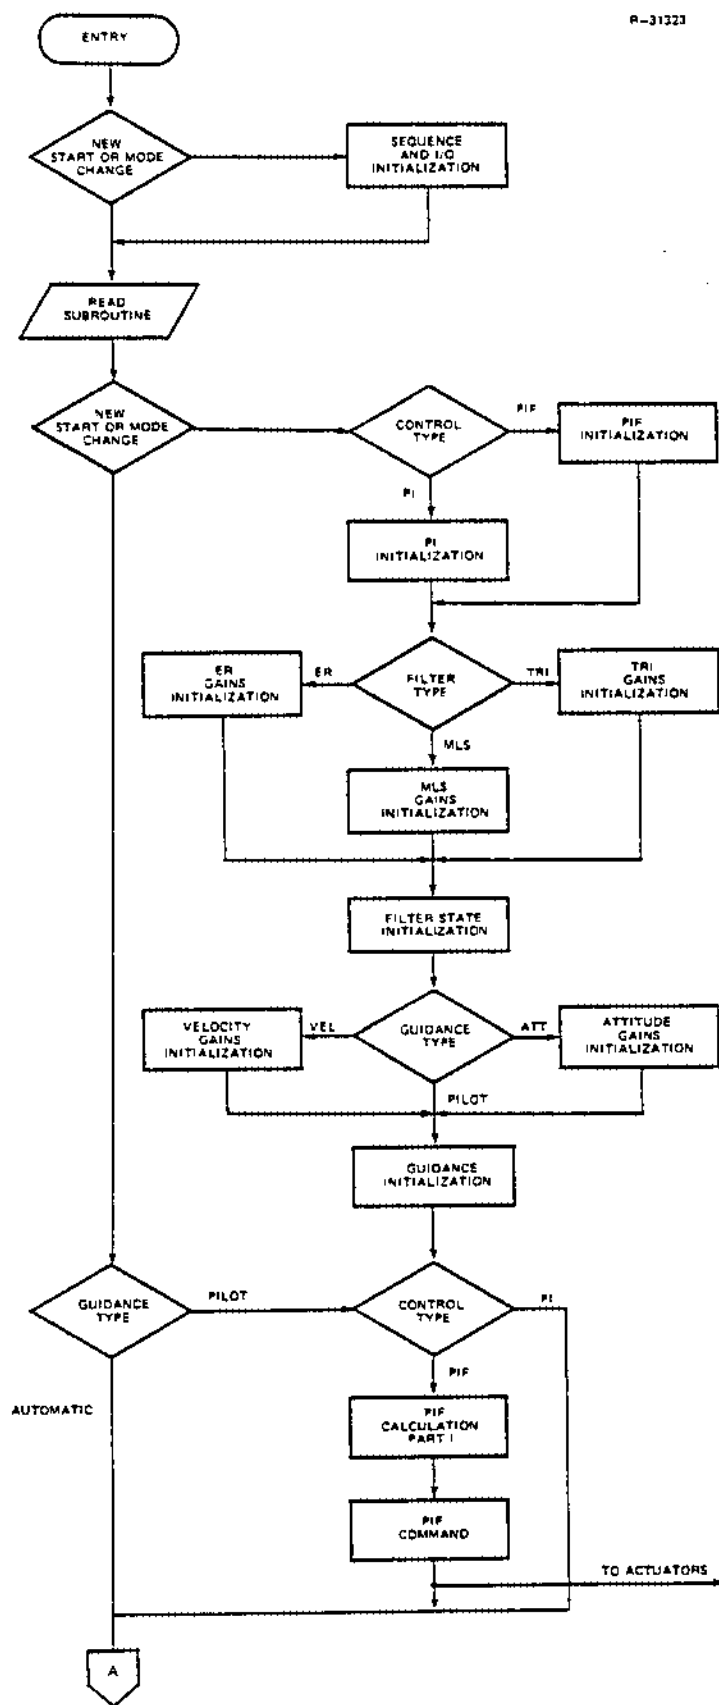 R-31323
ENTRY
NEW
START OR MODE
CHANGE
SEQUENCE
AND I/O
INITIALIZATION
READ
SUBROUTINE
NEW
START OR MODE
CHANGE
CONTROL
TYPE
PIF
PIF
INITIALIZATION
PI
PI
INITIALIZATION
ER
GAINS
INITIALIZATION
ER
FILTER
TYPE
TRI
TRI
GAINS
INITIALIZATION
MLS
MLS
GAINS
INITIALIZATION
FILTER STATE
INITIALIZATION
VELOCITY
GAINS
INITIALIZATION
VEL
GUIDANCE
TYPE
ATT
ATTITUDE
GAINS
INITIALIZATION
PILOT
GUIDANCE
INITIALIZATION
GUIDANCE
TYPE
PILOT
CONTROL
TYPE
PI
PIF
AUTOMATIC
PIF
CALCULATION
PART I
PIF
COMMAND
TO ACTUATORS
A